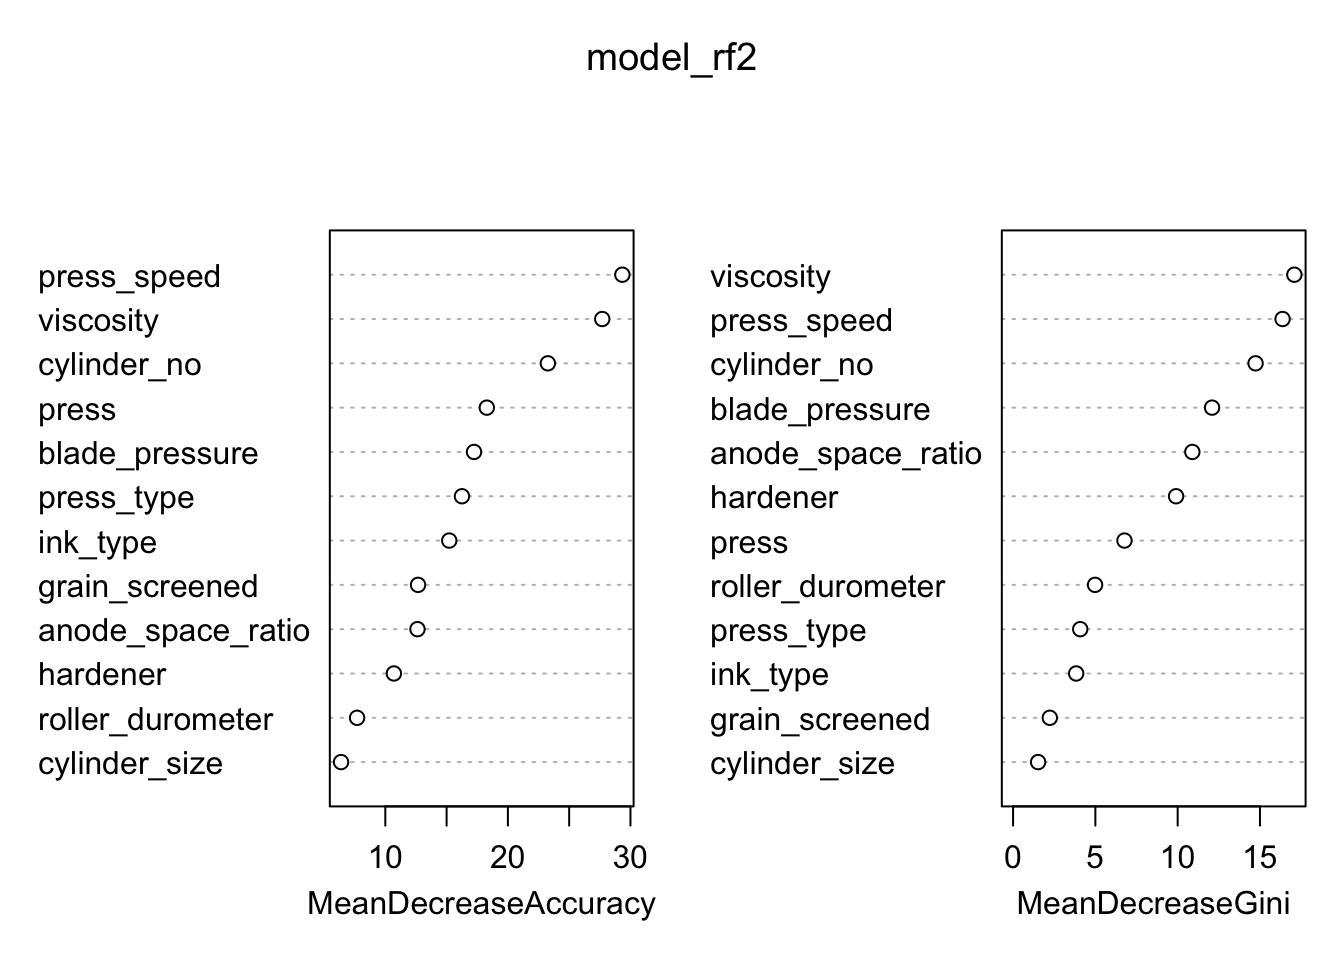 model_rf2
press_speed
viscosity
cylinder_no
press
blade_pressure
press_type
ink_type
grain_screened
anode_space_ratio
hardener
roller_durometer
cylinder_size
10 20 30
MeanDecreaseAccuracy
viscosity
press_speed
cylinder_no
blade_pressure
anode_space_ratio
hardener
press
roller_durometer
press_type
ink_type
grain_screened
cylinder_size
0 5 10 15
MeanDecreaseGini